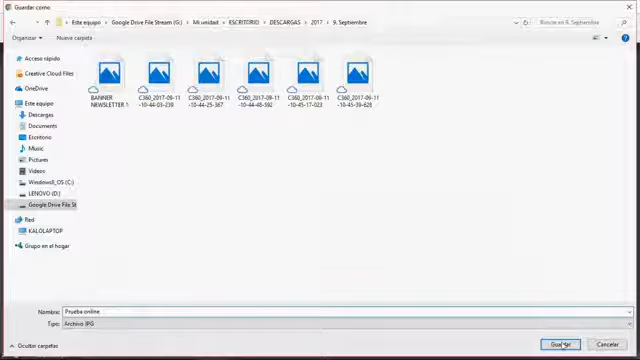 Guardar como
Este equipo > Google Drive File Stream (G:) > Mi unidad > ESCRITORIO > DESCARGAS > 2017 > 9. Septiembre
Buscar en 9. Septiembre
Organizar
Nueva carpeta
Acceso rápido
Creative Cloud Files
OneDrive
Este equipo
Descargas
Documents
Escritorio
Music
Pictures
Videos
Windows8_OS (C:)
LENOVO (D:)
Google Drive File St
Red
KALOLAPTOP
Grupo en el hogar
BANNER
NEWSLETTER 1
C360_2017-09-11
-10-44-03-239
C360_2017-09-11
-10-44-25-367
C360_2017-09-11
-10-44-48-592
C360_2017-09-11
-10-45-17-023
C360_2017-09-11
-10-45-39-628
Nombre: Prueba online
Tipo: Archivo JPG
Ocultar carpetas
Guardar
Cancelar